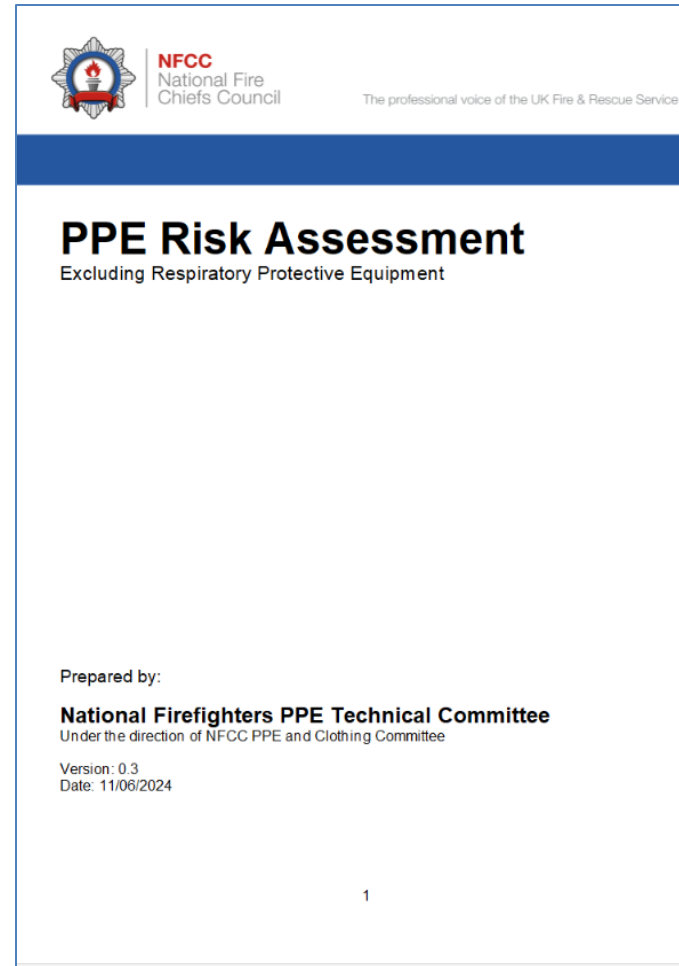 NFCC
National Fire
Chiefs Council
The professional voice of the UK Fire & Rescue Service
PPE Risk Assessment
Excluding Respiratory Protective Equipment
Prepared by:
National Firefighters PPE Technical Committee
Under the direction of NFCC PPE and Clothing Committee
Version: 0.3
Date: 11/06/2024
1